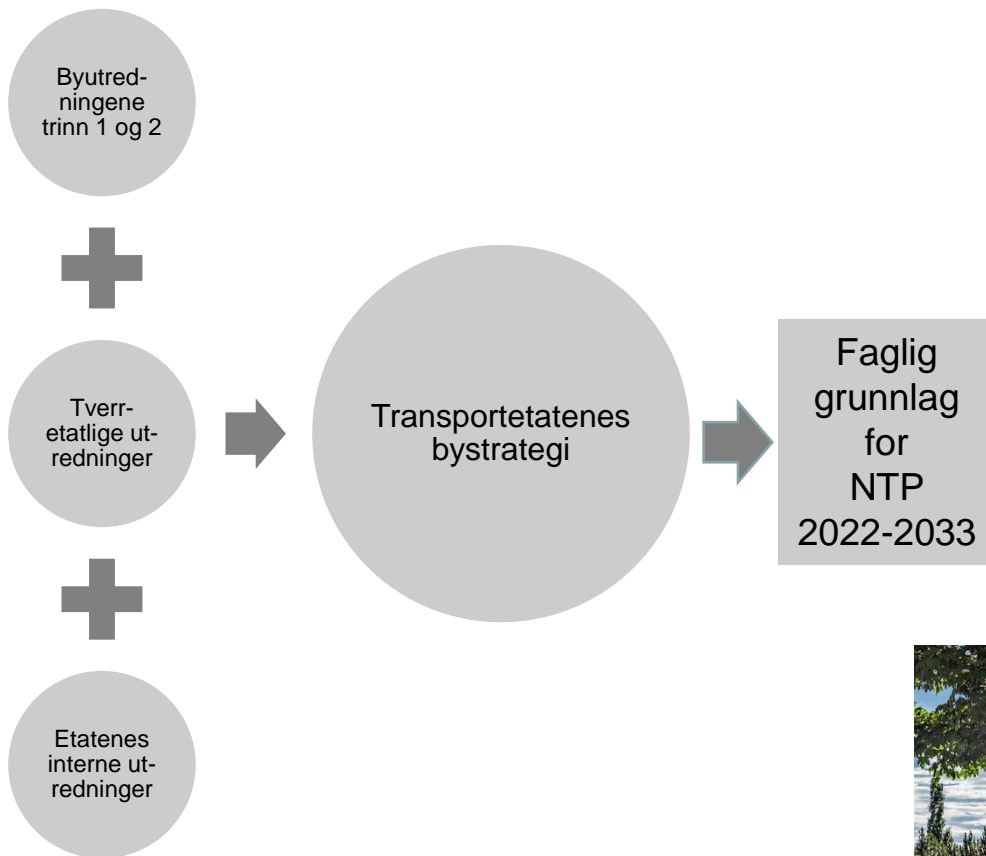 Byutred-
ningene
trinn 1 og 2
Tverr-
etatlige ut-
redninger
Etatenes
interne ut-
redninger
Transportetatenes
bystrategi
Faglig
grunnlag
for
NTP
2022-2033